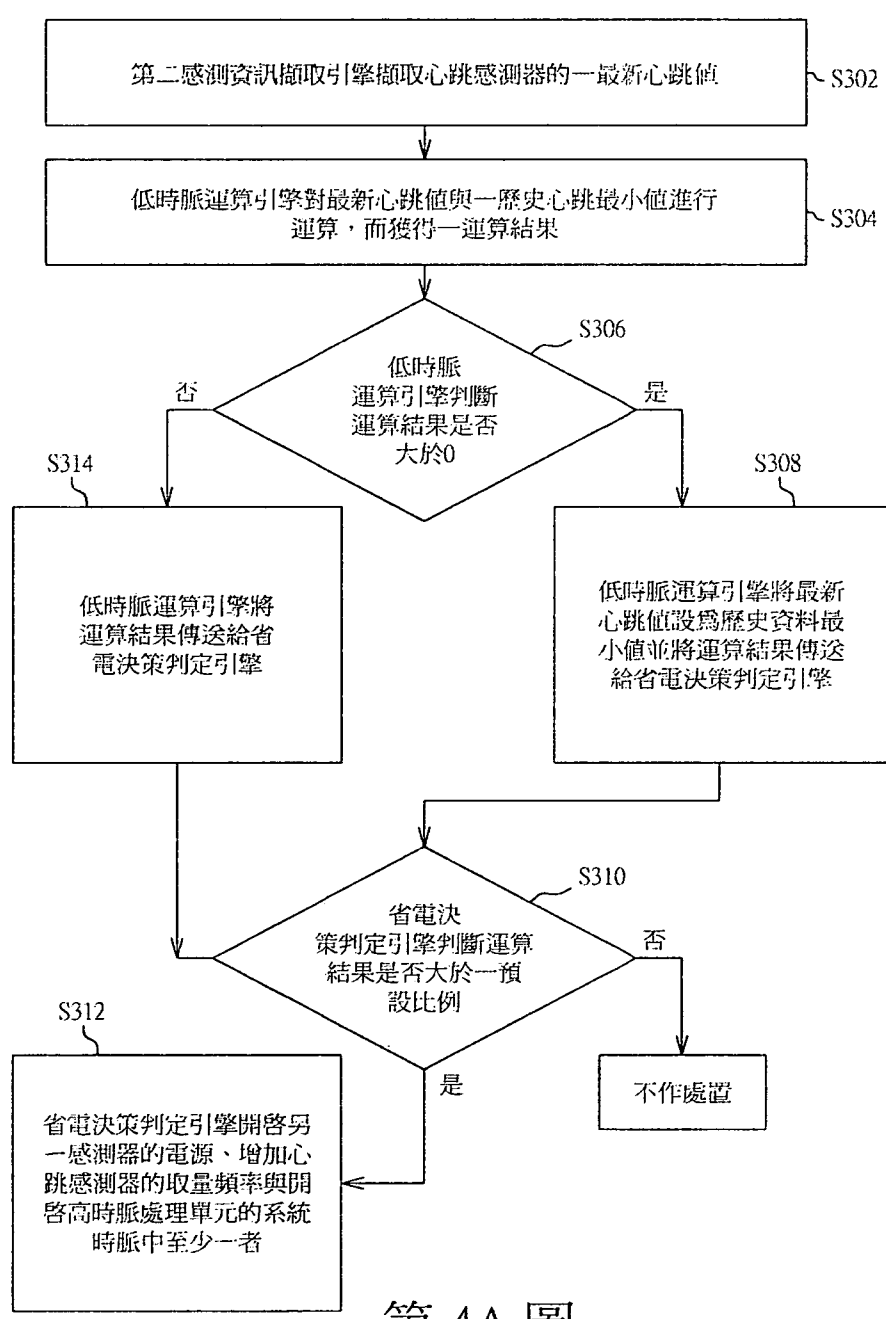 第二感測資訊擷取引擎擷取心跳感測器的一最新心跳值
S302
低時脈運算引擎對最新心跳值與一歷史心跳最小值進行
運算，而獲得一運算結果
S304
S306
低時脈
運算引擎判斷
運算結果是否
大於0
否
是
S314
S308
低時脈運算引擎將
運算結果傳送給省
電決策判定引擎
低時脈運算引擎將最新
心跳值設爲歷史資料最
小值並將運算結果傳送
給省電決策判定引擎
S310
省電決
策判定引擎判斷運算
結果是否大於一預
設比例
否
是
S312
省電決策判定引擎開啓另
一感測器的電源、增加心
跳感測器的取量頻率與開
啓高時脈處理單元的系統
時脈中至少一者
不作處置
第 4A 圖